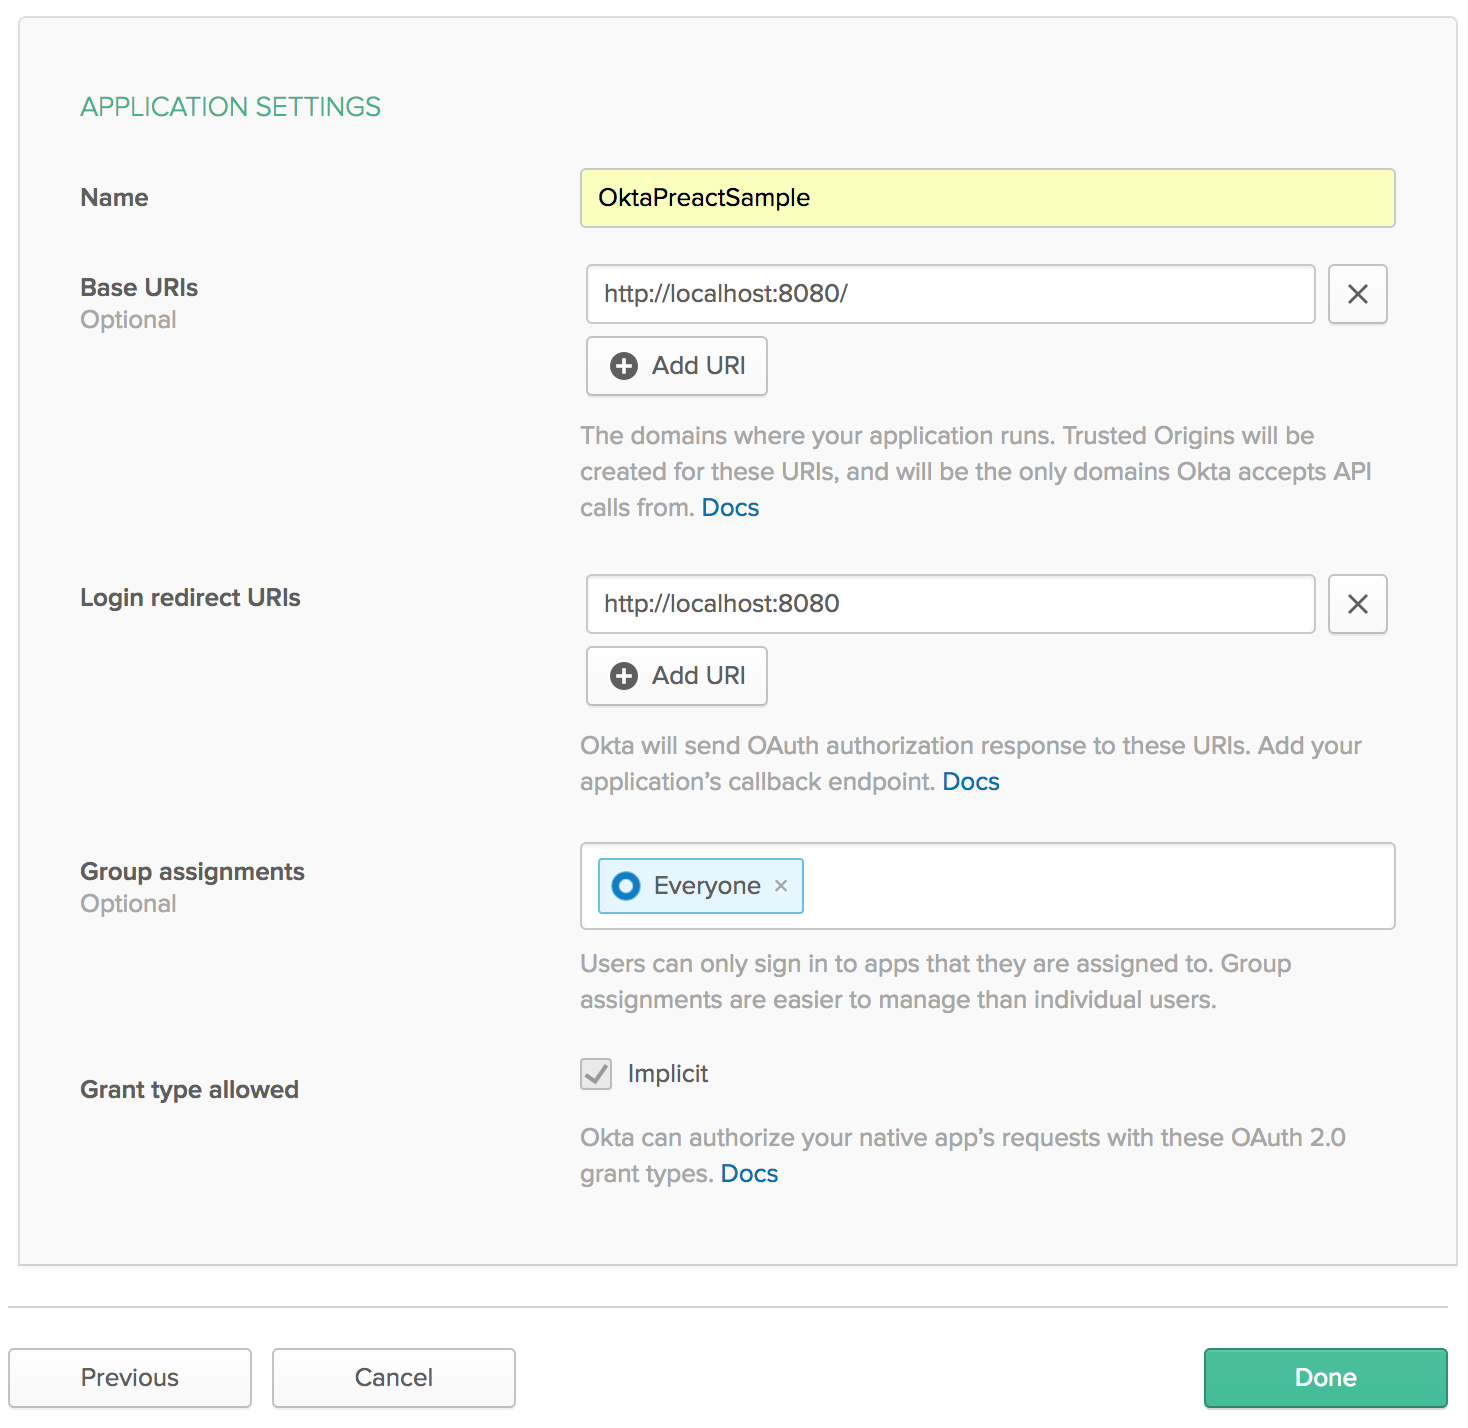 APPLICATION SETTINGS
Name
OktaPreactSample
Base URIs
Optional
http://localhost:8080/
Add URI
The domains where your application runs. Trusted Origins will be
created for these URIs, and will be the only domains Okta accepts API
calls from. Docs
Login redirect URIs
http://localhost:8080
Add URI
Okta will send OAuth authorization response to these URIs. Add your
application’s callback endpoint. Docs
Group assignments
Optional
Everyone
Users can only sign in to apps that they are assigned to. Group
assignments are easier to manage than individual users.
Grant type allowed
Implicit
Okta can authorize your native app’s requests with these OAuth 2.0
grant types. Docs
Previous
Cancel
Done